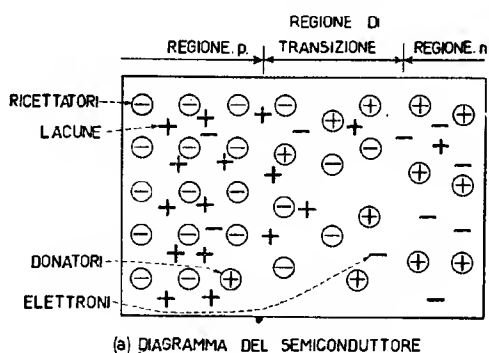 REGIONE DI
REGIONE. p. TRANSIZIONE REGIONE. n
RICETTATORI
LACUNE
DONATORI
ELETTRONI
(a) DIAGRAMMA DEL SEMICONDUTTORE